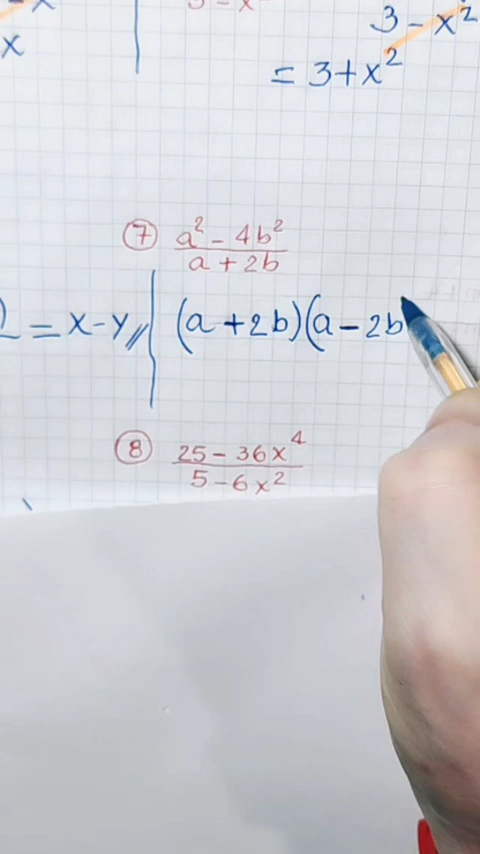 3 - x²
x
= 3 + x²
⑦ a² - 4b² / a + 2b
= x - y,, (a + 2b)(a - 2b
⑧ 25 - 36x⁴ / 5 - 6x²